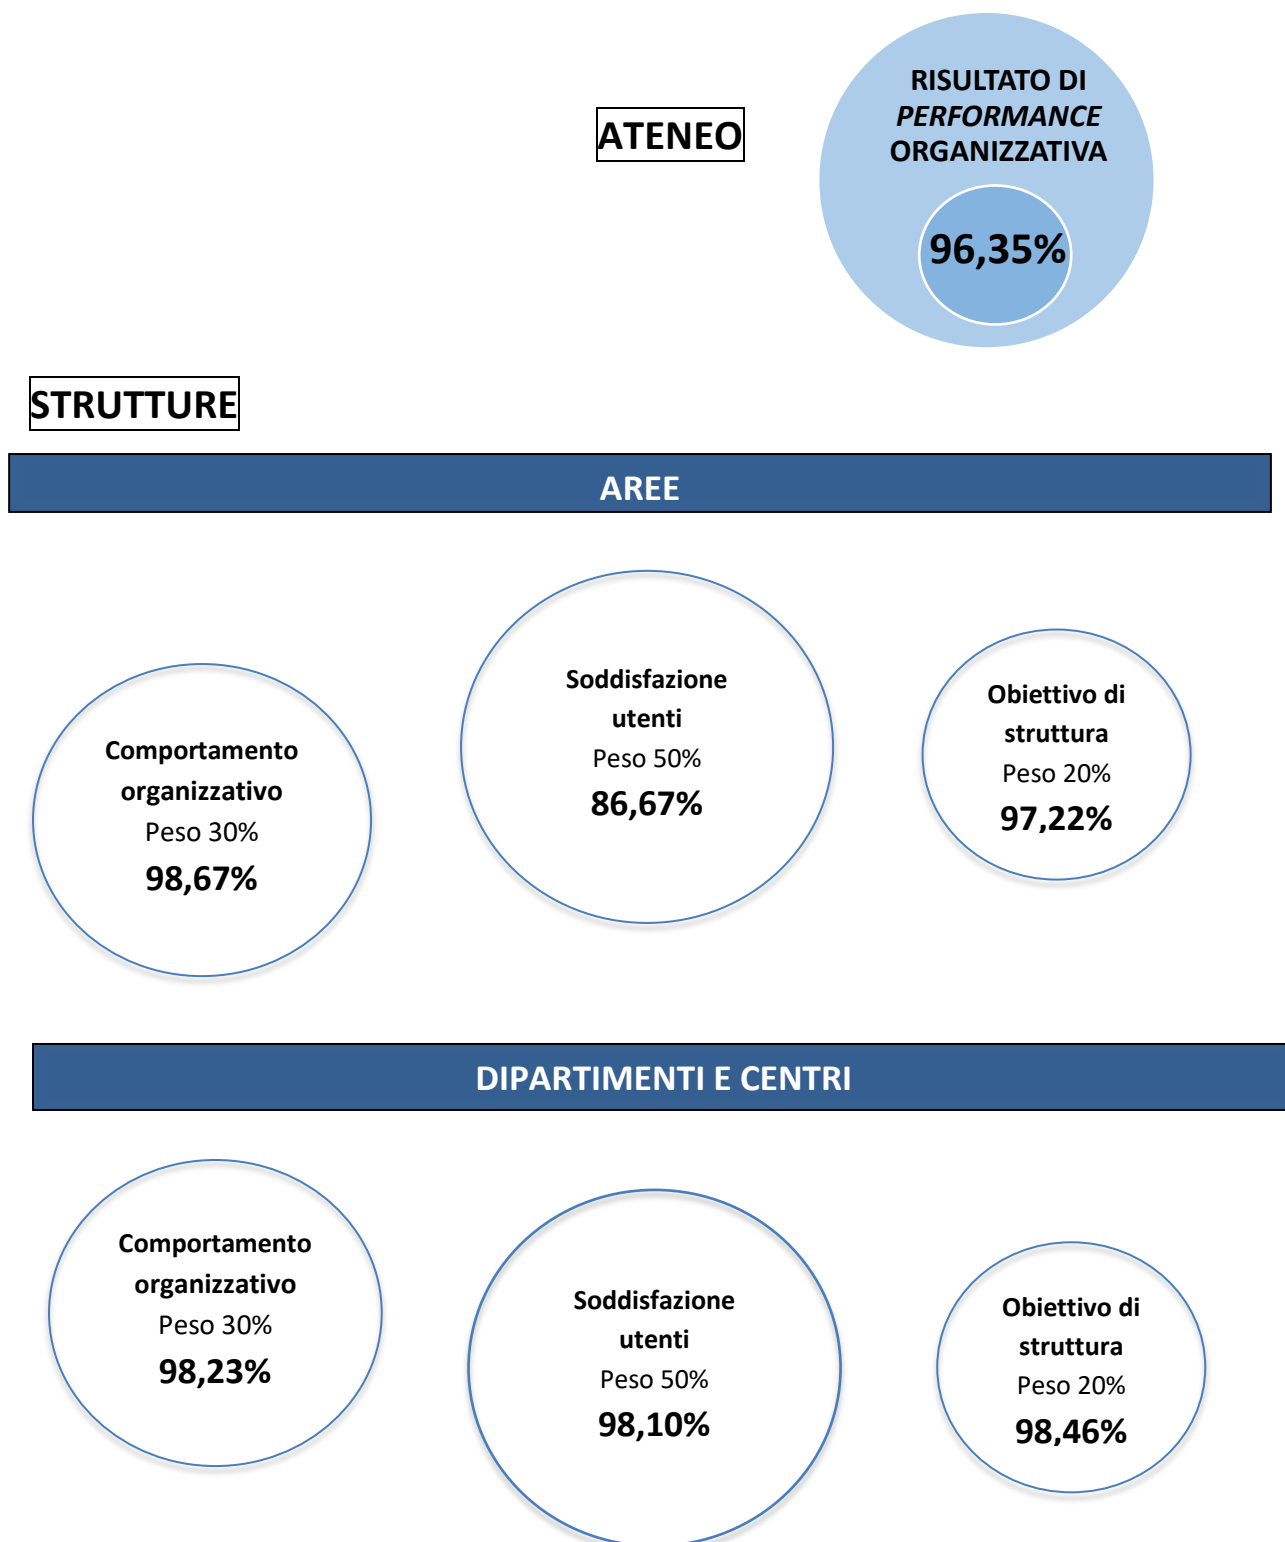 ATENEO
RISULTATO DI
PERFORMANCE
ORGANIZZATIVA
96,35%
STRUTTURE
AREE
Comportamento
organizzativo
Peso 30%
98,67%
Soddisfazione
utenti
Peso 50%
86,67%
Obiettivo di
struttura
Peso 20%
97,22%
DIPARTIMENTI E CENTRI
Comportamento
organizzativo
Peso 30%
98,23%
Soddisfazione
utenti
Peso 50%
98,10%
Obiettivo di
struttura
Peso 20%
98,46%